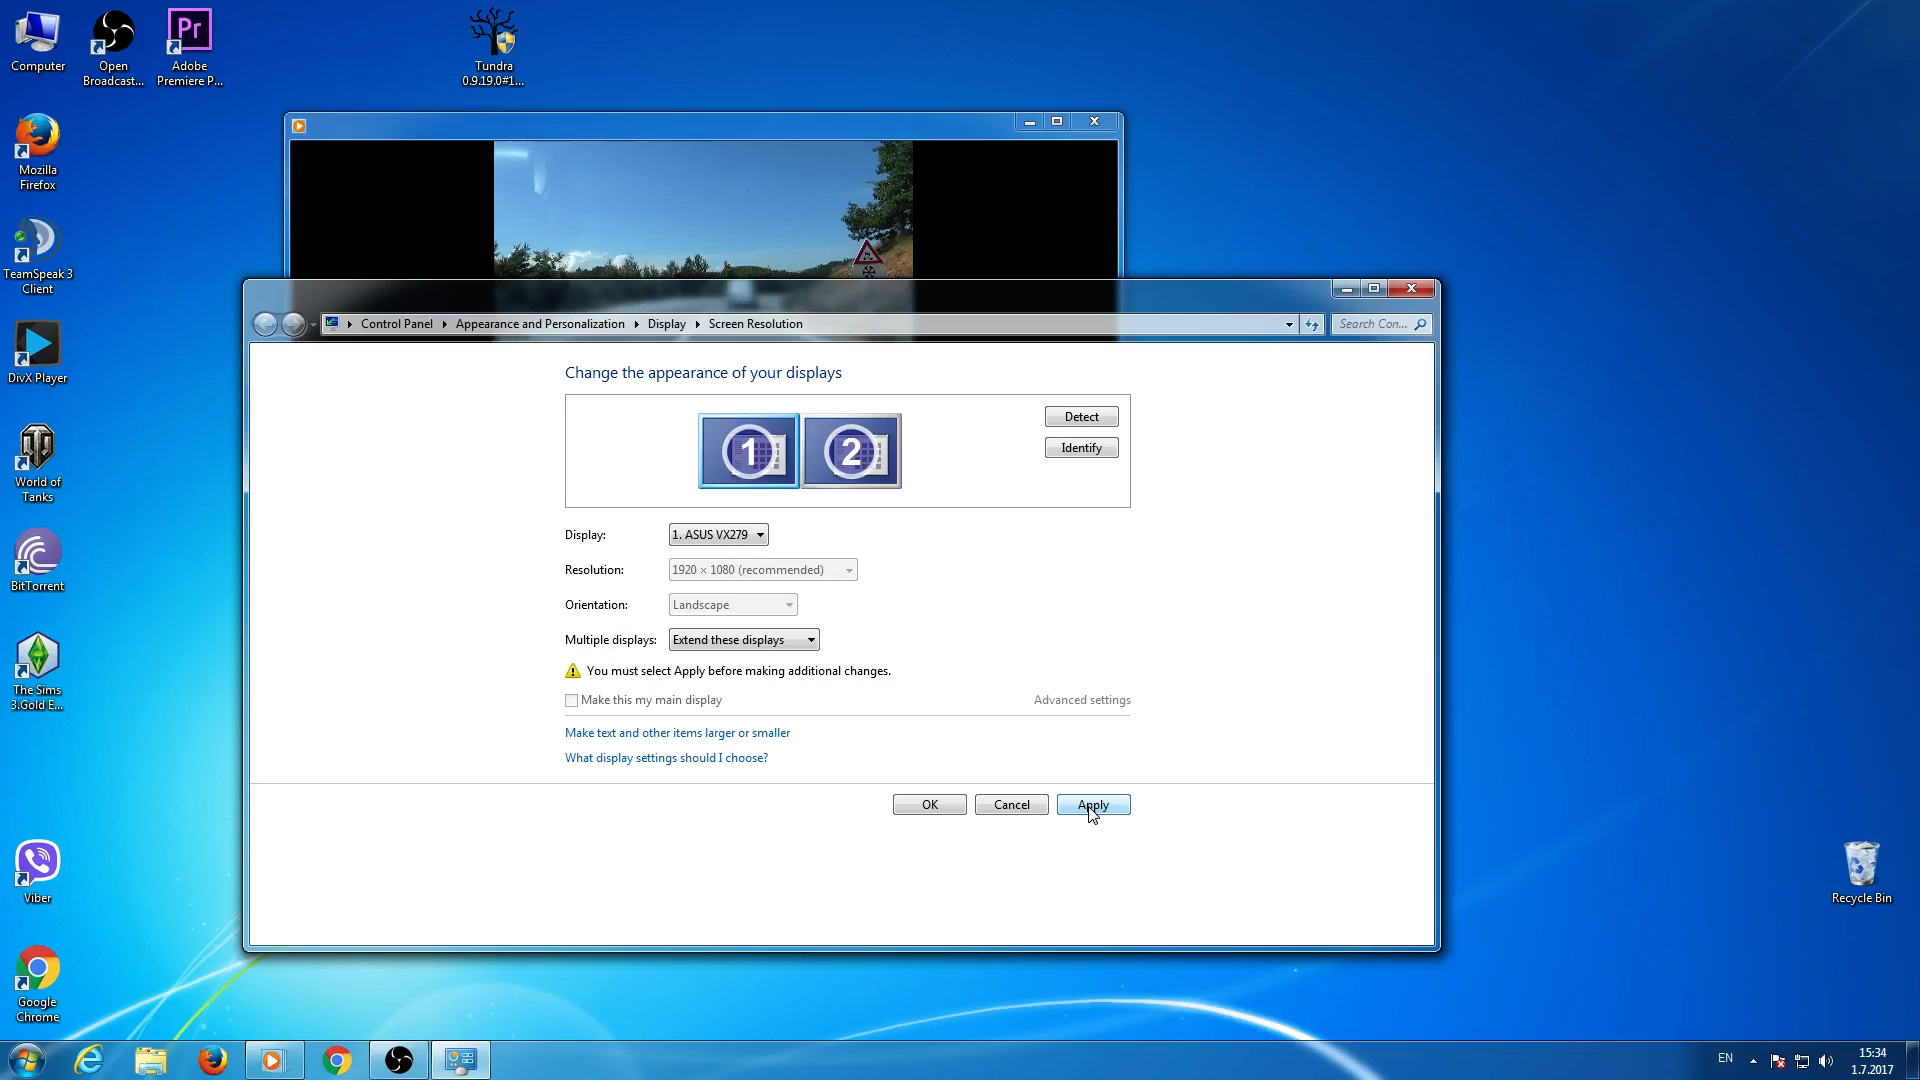 Computer
Open
Broadcast...
Pr
Adobe
Premiere P...
Tundra
0.9.19.0#1...
Mozilla
Firefox
TeamSpeak 3
Client
DivX Player
World of
Tanks
BitTorrent
The Sims
3.Gold E...
Viber
Google
Chrome
Control Panel
Appearance and Personalization
Display
Screen Resolution
Search Con...
Change the appearance of your displays
1
2
Detect
Identify
Display:
1. ASUS VX279
Resolution:
1920 × 1080 (recommended)
Orientation:
Landscape
Multiple displays:
Extend these displays
You must select Apply before making additional changes.
Make this my main display
Advanced settings
Make text and other items larger or smaller
What display settings should I choose?
OK
Cancel
Apply
Recycle Bin
EN
15:34
1.7.2017